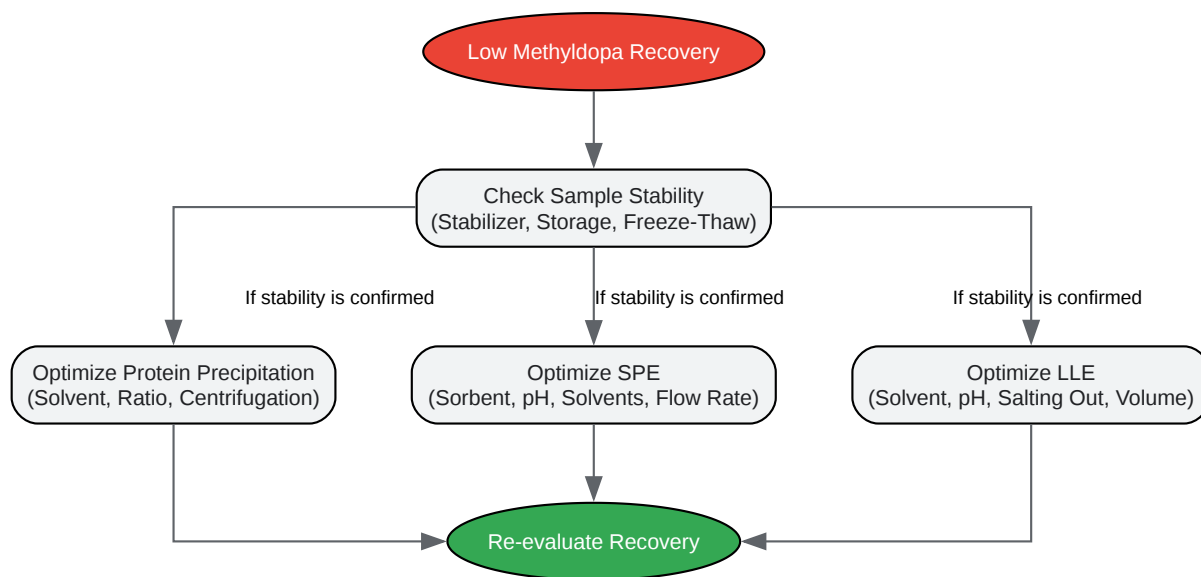 Low Methyldopa Recovery
Check Sample Stability
(Stabilizer, Storage, Freeze-Thaw)
If stability is confirmed
If stability is confirmed
If stability is confirmed
Optimize Protein Precipitation
(Solvent, Ratio, Centrifugation)
Optimize SPE
(Sorbent, pH, Solvents, Flow Rate)
Optimize LLE
(Solvent, pH, Salting Out, Volume)
Re-evaluate Recovery